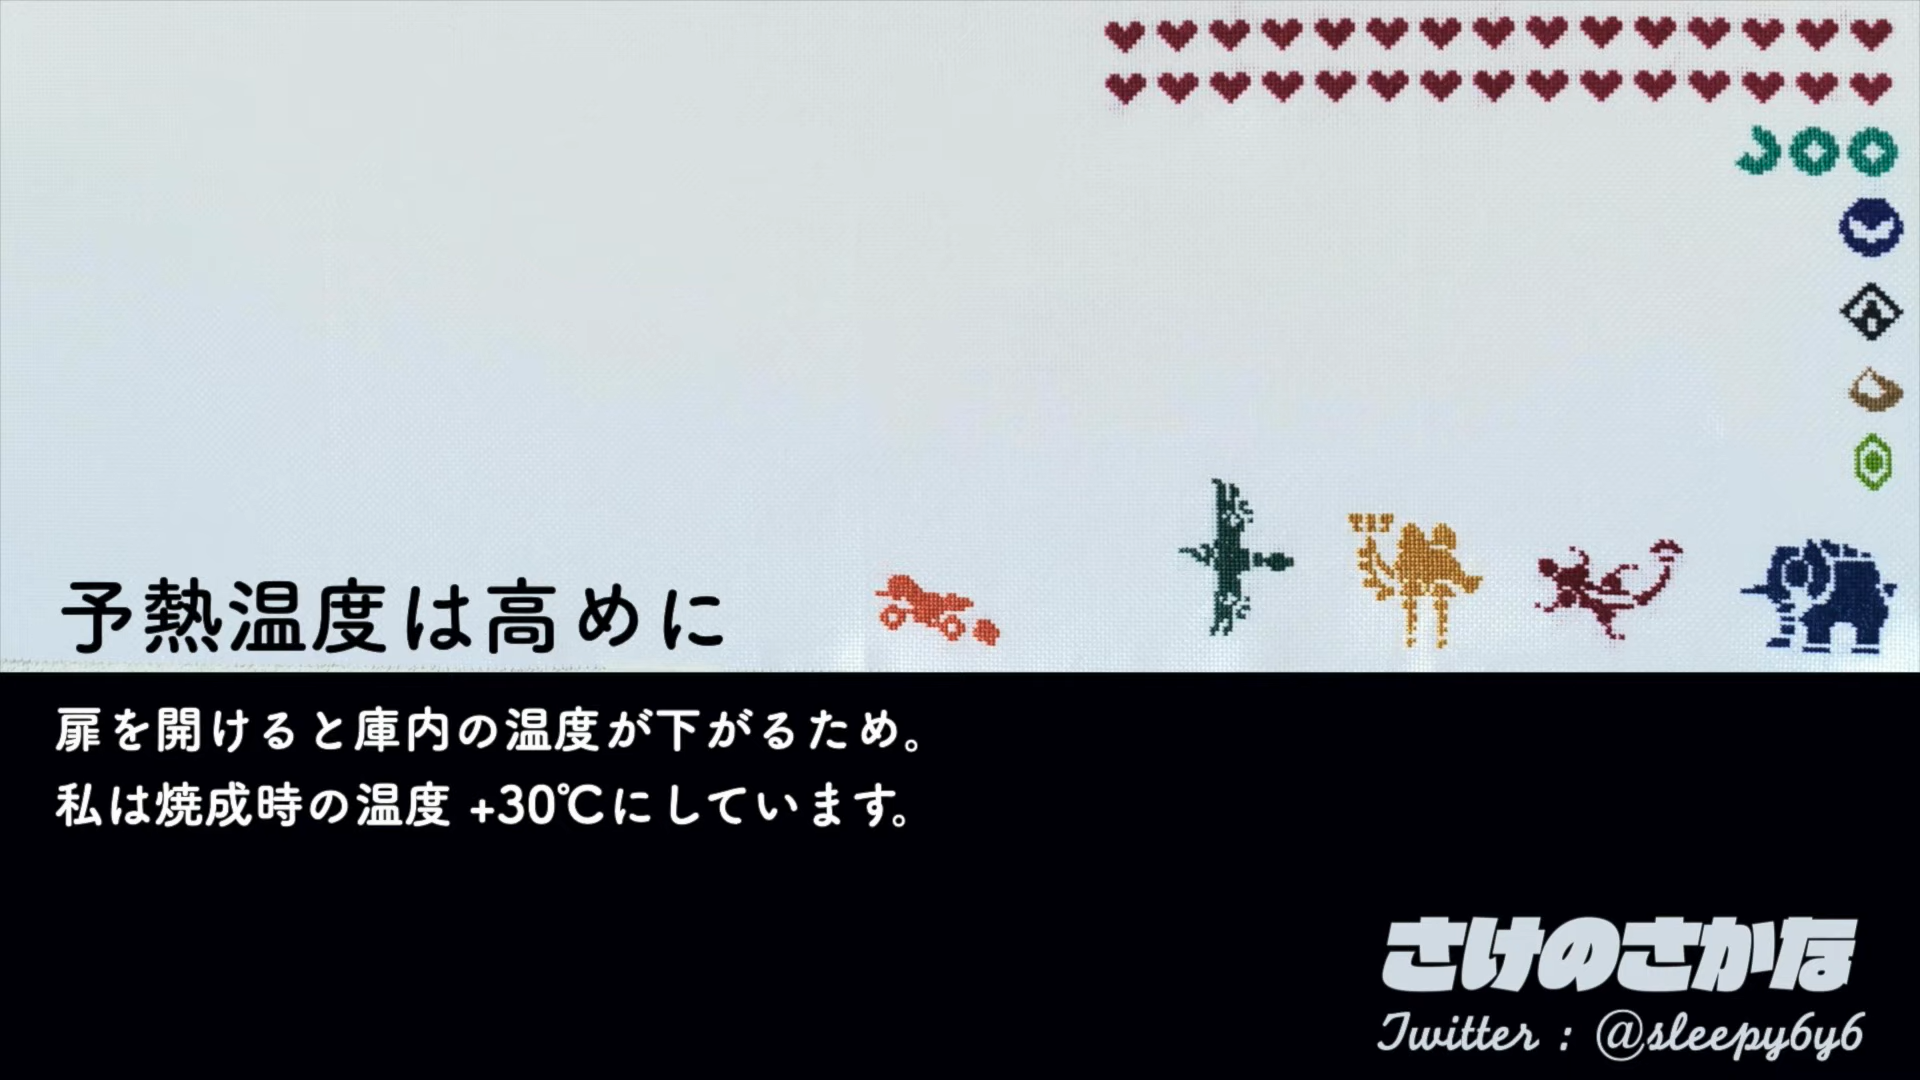 予熱温度は高めに
扉を開けると庫内の温度が下がるため。
私は焼成時の温度 +30℃にしています。
さけのさかな
Twitter : @sleepy6y6